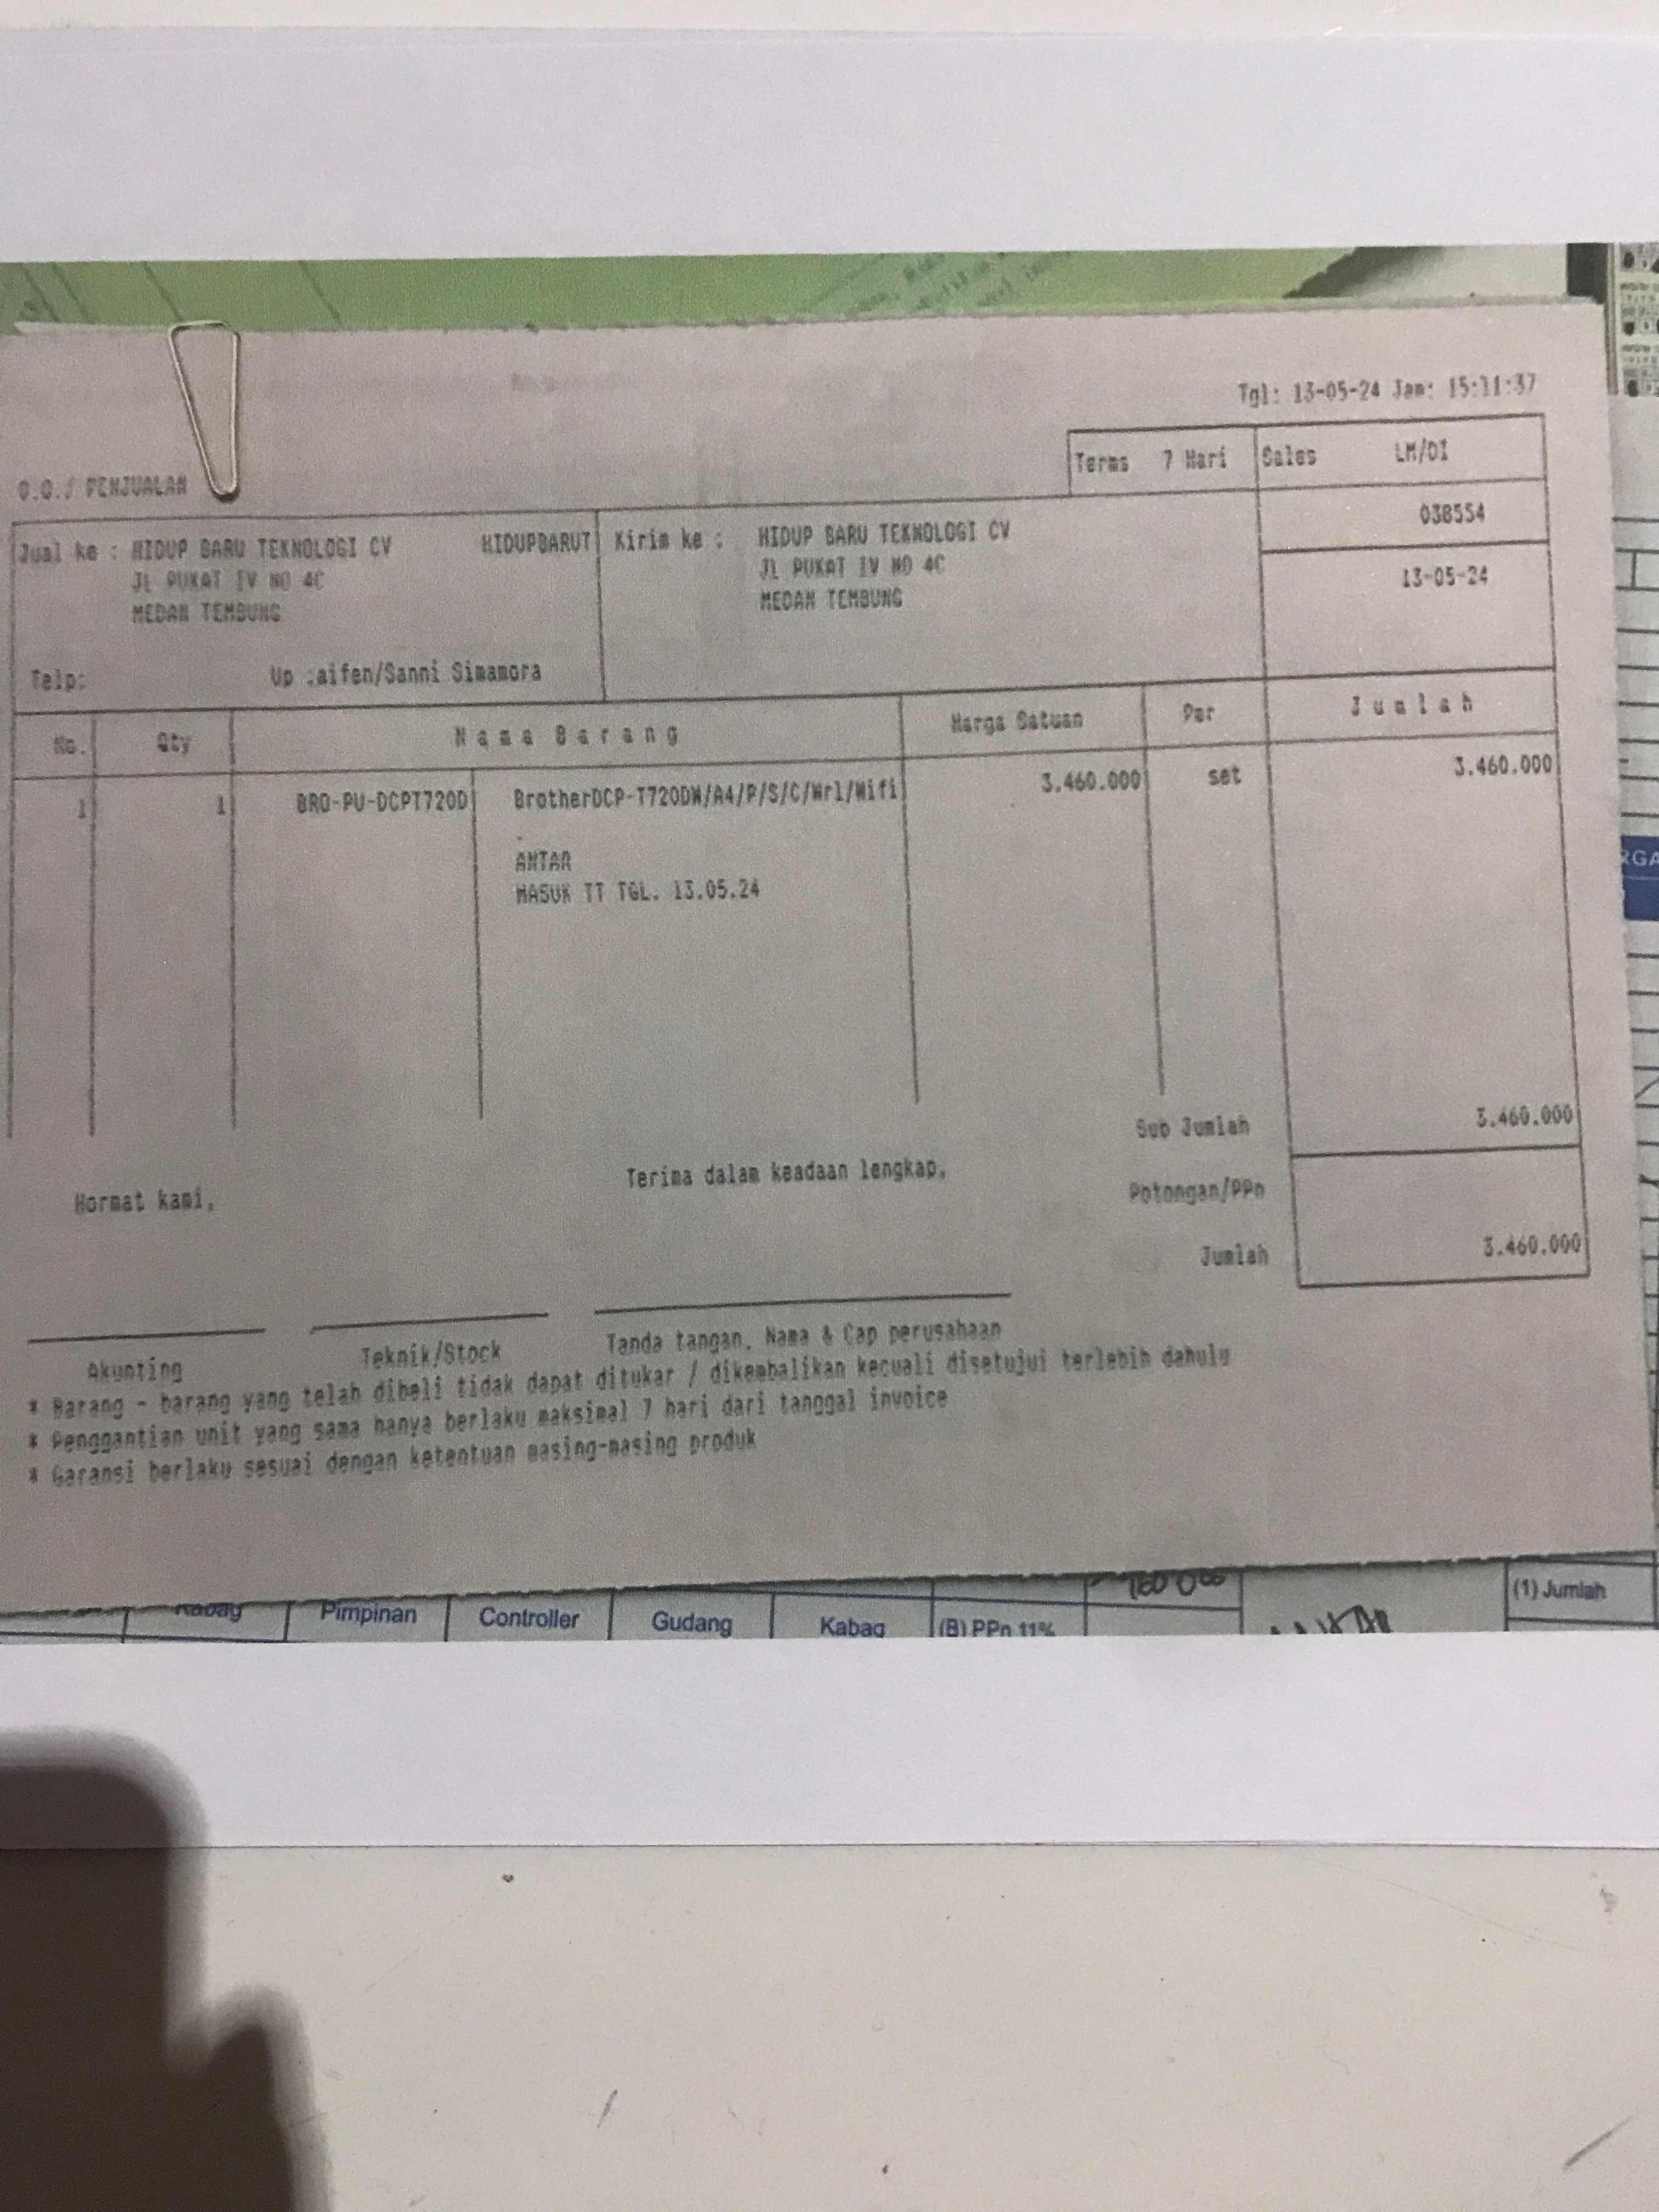 Tgl: 13-05-24 Jam: 15:11:37
Terms 7 Hari Sales LM/DI
O.O./ PENJUALAN
038554
Jual ke : HIDUP BARU TEKNOLOGI CV HIDUPBARUT Kirim ke : HIDUP BARU TEKNOLOGI CV
JL PUKAT IV NO 4C JL PUKAT IV NO 4C
13-05-24
MEDAN TEMBUNG MEDAN TEMBUNG
Telp: Up :aifen/Sanni Simamora
No. Qty Nama Barang Harga Satuan Per Jumlah
1 1 BRO-PU-DCPT720D BrotherDCP-T720DW/A4/P/S/C/Wrl/Wifi 3.460.000 set 3.460.000
ANTAR
MASUK TT TGL. 13.05.24
Sub Jumlah 3.460.000
Hormat kami, Terima dalam keadaan lengkap,
Potongan/PPn
Jumlah 3.460.000
Akunting Teknik/Stock Tanda tangan, Nama & Cap perusahaan
* Barang - barang yang telah dibeli tidak dapat ditukar / dikembalikan kecuali disetujui terlebih dahulu
* Penggantian unit yang sama hanya berlaku maksimal 7 hari dari tanggal invoice
* Garansi berlaku sesuai dengan ketentuan masing-masing produk
Kabag Pimpinan Controller Gudang Kabag (B) PPn 11% (1) Jumlah